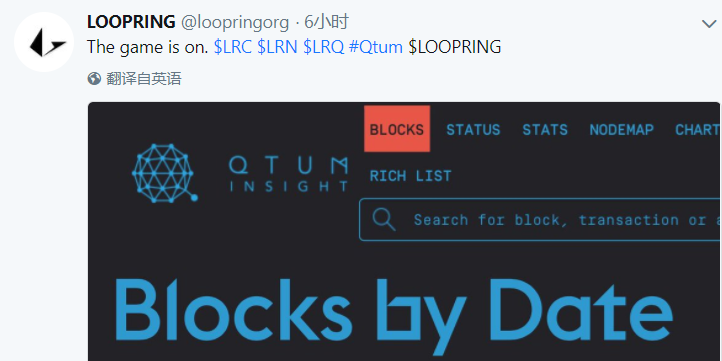 LOOPRING @loopringorg · 6小时
The game is on. $LRC $LRN $LRQ #Qtum $LOOPRING
翻译自英语
BLOCKS STATUS STATS NODEMAP CHART
QTUM
INSIGHT
RICH LIST
Search for block, transaction or a
Blocks by Date